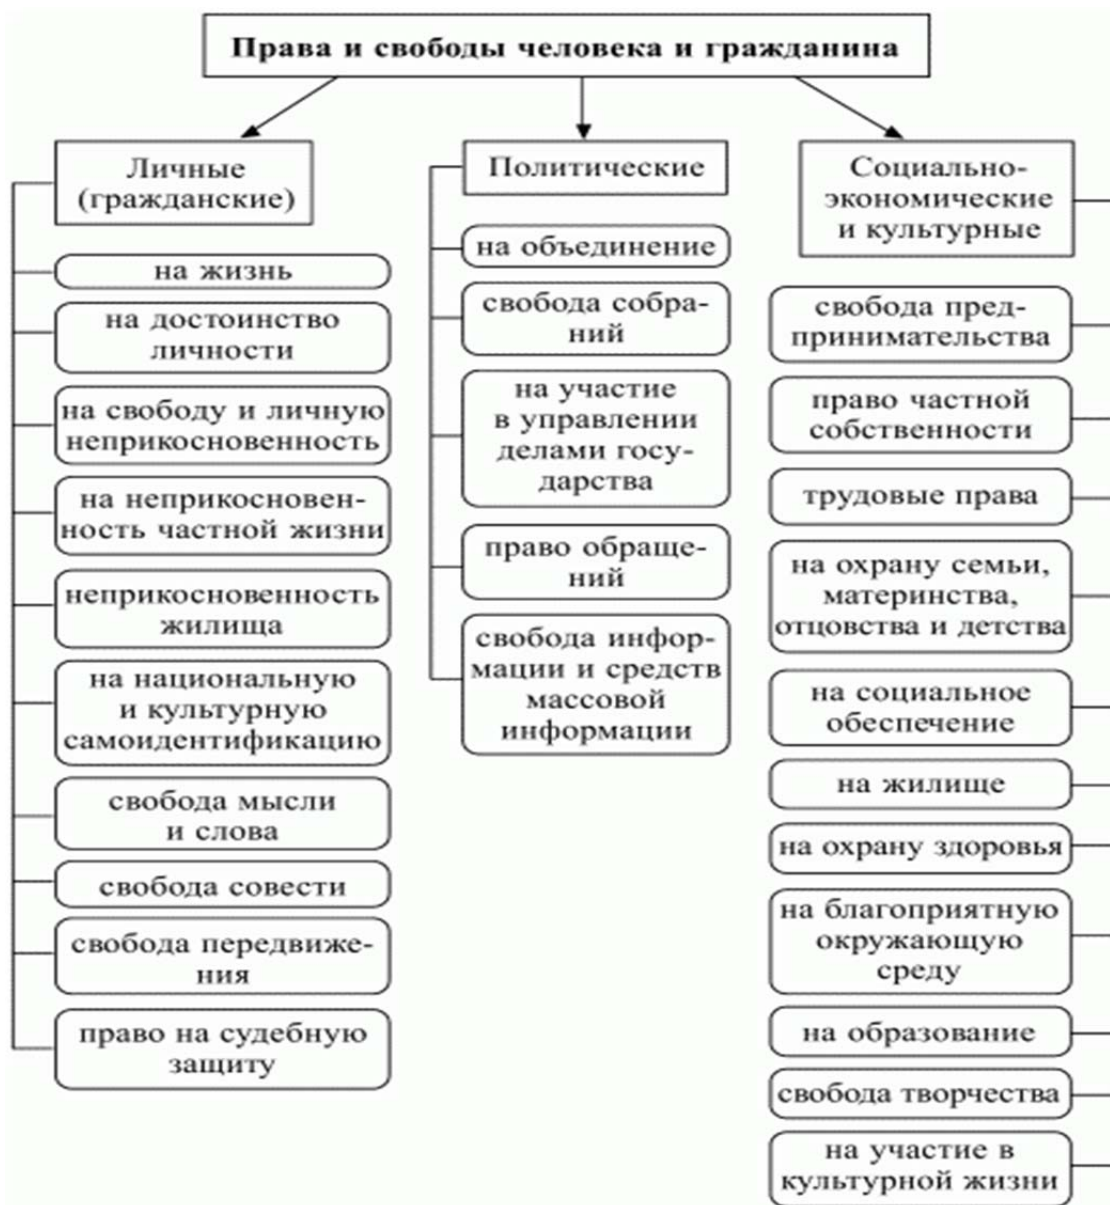 Права и свободы человека и гражданина
Личные
(гражданские)
на жизнь
на достоинство
личности
на свободу и личную
неприкосновенность
на неприкосновен-
ность частной жизни
неприкосновенность
жилища
на национальную
и культурную
самоидентификацию
свобода мысли
и слова
свобода совести
свобода передвиже-
ния
право на судебную
защиту
Политические
на объединение
свобода собра-
ний
на участие
в управлении
делами госу-
дарства
право обраще-
ний
свобода инфор-
мации и средств
массовой
информации
Социально-
экономические
и культурные
свобода пред-
принимательства
право частной
собственности
трудовые права
на охрану семьи,
материнства,
отцовства и детства
на социальное
обеспечение
на жилище
на охрану здоровья
на благоприятную
окружающую
среду
на образование
свобода творчества
на участие в
культурной жизни